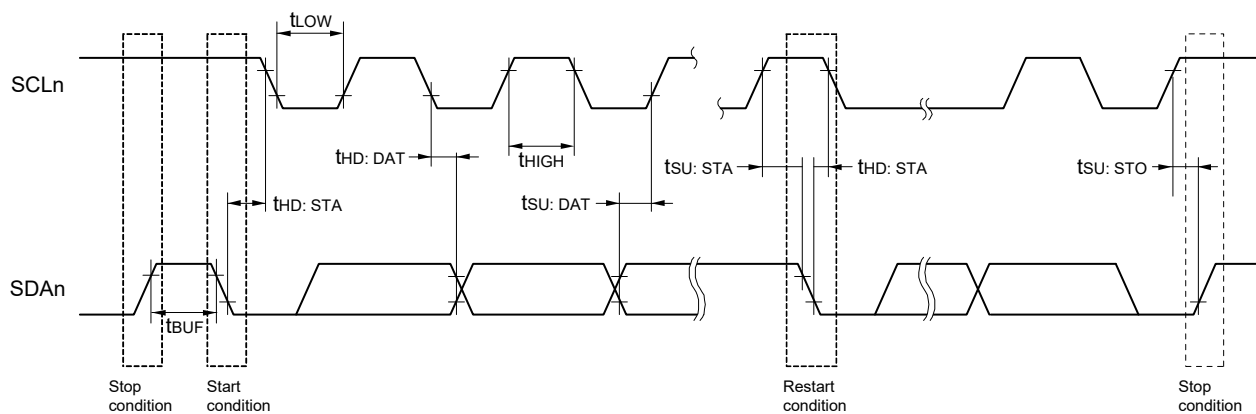 tLOW
SCLn
tHD: DAT
tHIGH
tSU: STA
tHD: STA
tSU: STO
tHD: STA
tSU: DAT
SDAn
tBUF
Stop
condition
Start
condition
Restart
condition
Stop
condition